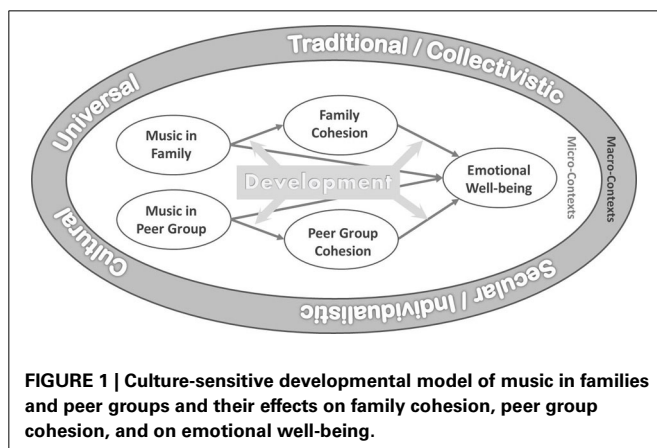 Traditional / Collectivistic
Universal
Family
Cohesion
Music in
Family
Micro-Contexts
Macro-Contexts
Development
Emotional
Well-being
Music in
Peer Group
Peer Group
Cohesion
Cultural
Secular / Individualistic
FIGURE 1 | Culture-sensitive developmental model of music in families
and peer groups and their effects on family cohesion, peer group
cohesion, and on emotional well-being.